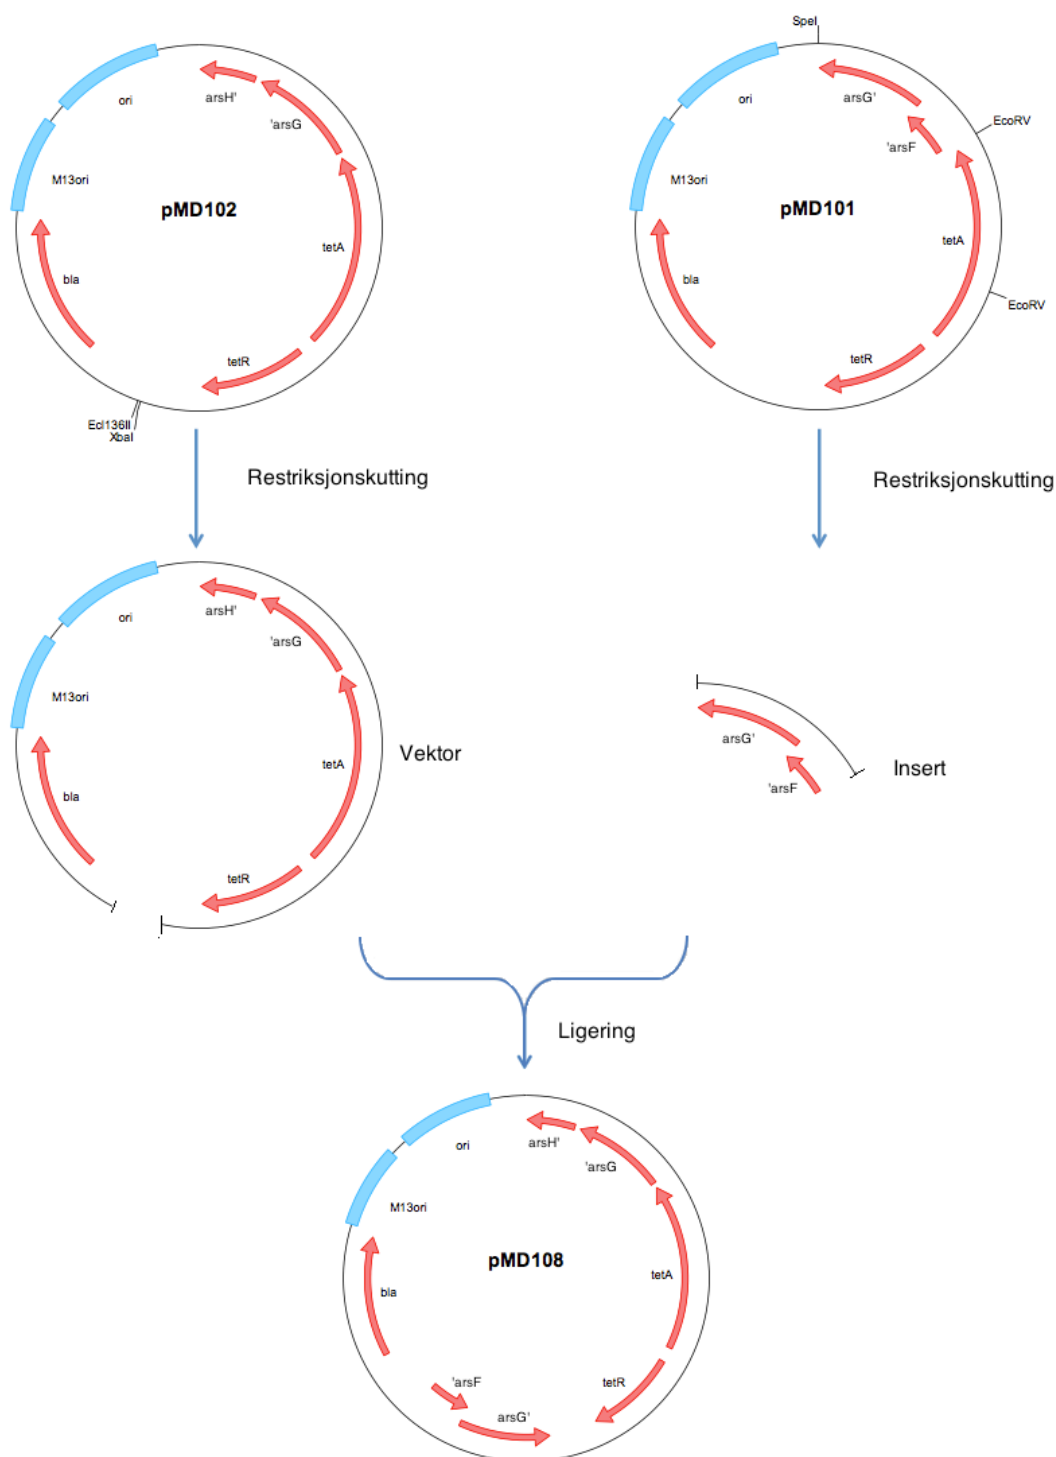 ori
arsH'
'arsG
M13ori
pMD102
tetA
bla
tetR
Ecl136II
XbaI
SpeI
ori
arsG'
EcoRV
'arsF
M13ori
pMD101
tetA
bla
EcoRV
tetR
Restriksjonskutting
Restriksjonskutting
ori
arsH'
'arsG
M13ori
tetA
Vektor
bla
tetR
arsG'
'arsF
Insert
Ligering
ori
arsH'
'arsG
M13ori
pMD108
tetA
bla
'arsF
tetR
arsG'